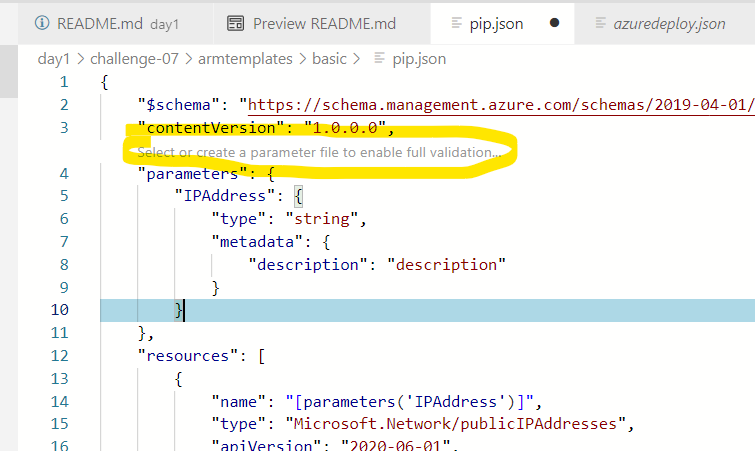 README.md day1 Preview README.md pip.json azuredeploy.json
day1 > challenge-07 > armtemplates > basic > pip.json
1 {
2 "$schema": "https://schema.management.azure.com/schemas/2019-04-01/
3 "contentVersion": "1.0.0.0",
Select or create a parameter file to enable full validation...
4 "parameters": {
5 "IPAddress": {
6 "type": "string",
7 "metadata": {
8 "description": "description"
9 }
10 }
11 },
12 "resources": [
13 {
14 "name": "[parameters('IPAddress')]",
15 "type": "Microsoft.Network/publicIPAddresses",
16 "apiVersion": "2020-06-01",